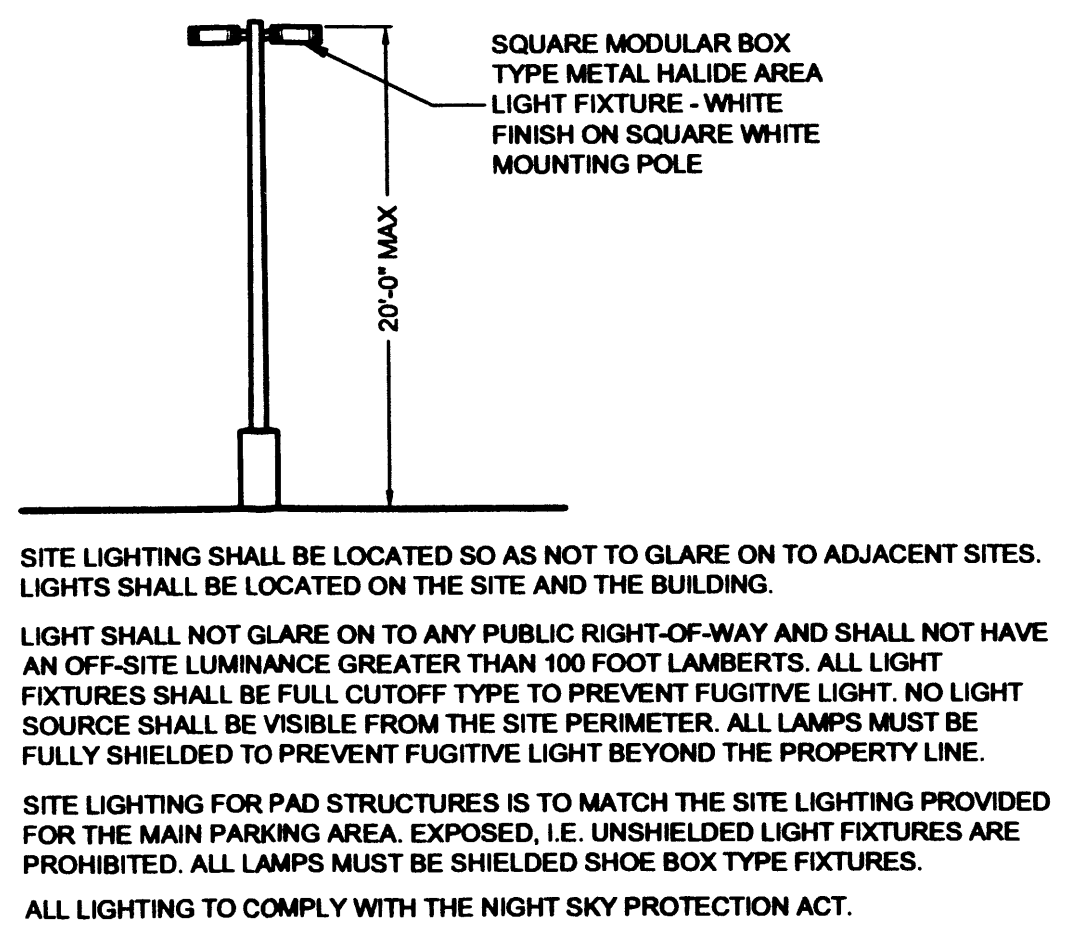 SQUARE MODULAR BOX
TYPE METAL HALIDE AREA
LIGHT FIXTURE - WHITE
FINISH ON SQUARE WHITE
MOUNTING POLE
20'-0" MAX
SITE LIGHTING SHALL BE LOCATED SO AS NOT TO GLARE ON TO ADJACENT SITES.
LIGHTS SHALL BE LOCATED ON THE SITE AND THE BUILDING.
LIGHT SHALL NOT GLARE ON TO ANY PUBLIC RIGHT-OF-WAY AND SHALL NOT HAVE
AN OFF-SITE LUMINANCE GREATER THAN 100 FOOT LAMBERTS. ALL LIGHT
FIXTURES SHALL BE FULL CUTOFF TYPE TO PREVENT FUGITIVE LIGHT. NO LIGHT
SOURCE SHALL BE VISIBLE FROM THE SITE PERIMETER. ALL LAMPS MUST BE
FULLY SHIELDED TO PREVENT FUGITIVE LIGHT BEYOND THE PROPERTY LINE.
SITE LIGHTING FOR PAD STRUCTURES IS TO MATCH THE SITE LIGHTING PROVIDED
FOR THE MAIN PARKING AREA. EXPOSED, I.E. UNSHIELDED LIGHT FIXTURES ARE
PROHIBITED. ALL LAMPS MUST BE SHIELDED SHOE BOX TYPE FIXTURES.
ALL LIGHTING TO COMPLY WITH THE NIGHT SKY PROTECTION ACT.